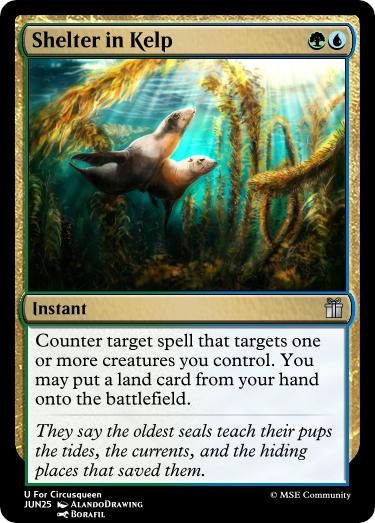 Shelter in Kelp
Instant
Counter target spell that targets one
or more creatures you control. You
may put a land card from your hand
onto the battlefield.
They say the oldest seals teach their pups
the tides, the currents, and the hiding
places that saved them.
U For Circusqueen
JUN25 AlandoDrawing
Borafil
© MSE Community